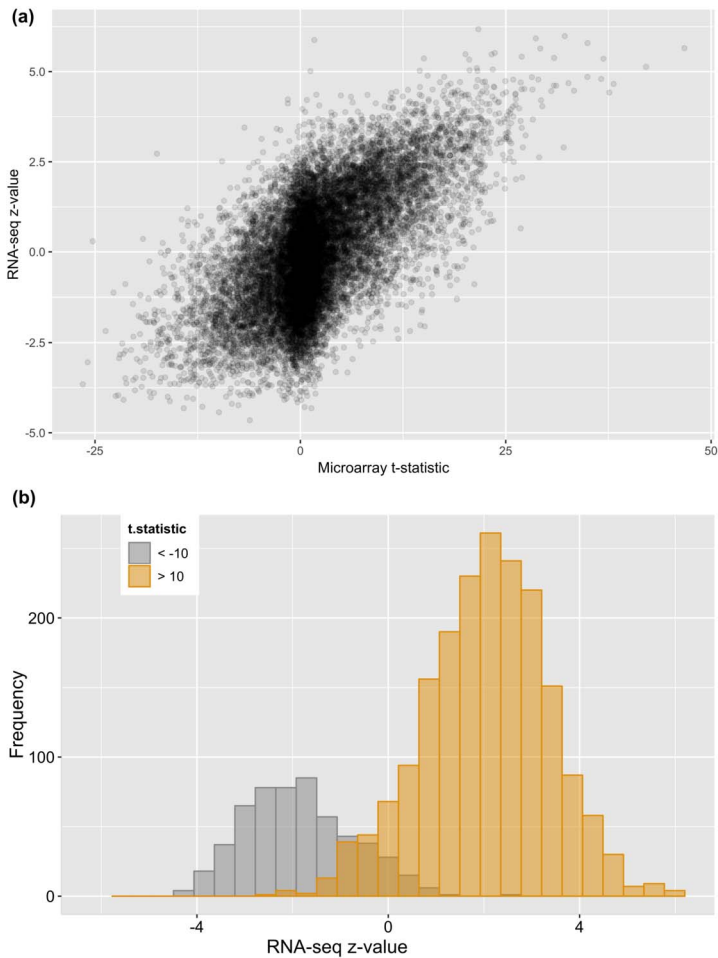 (a)
5.0
2.5
0.0
-2.5
-5.0
RNA-seq z-value
-25
0
25
50
Microarray t-statistic
(b)
t.statistic
< -10
> 10
200
100
0
Frequency
-4
0
4
RNA-seq z-value